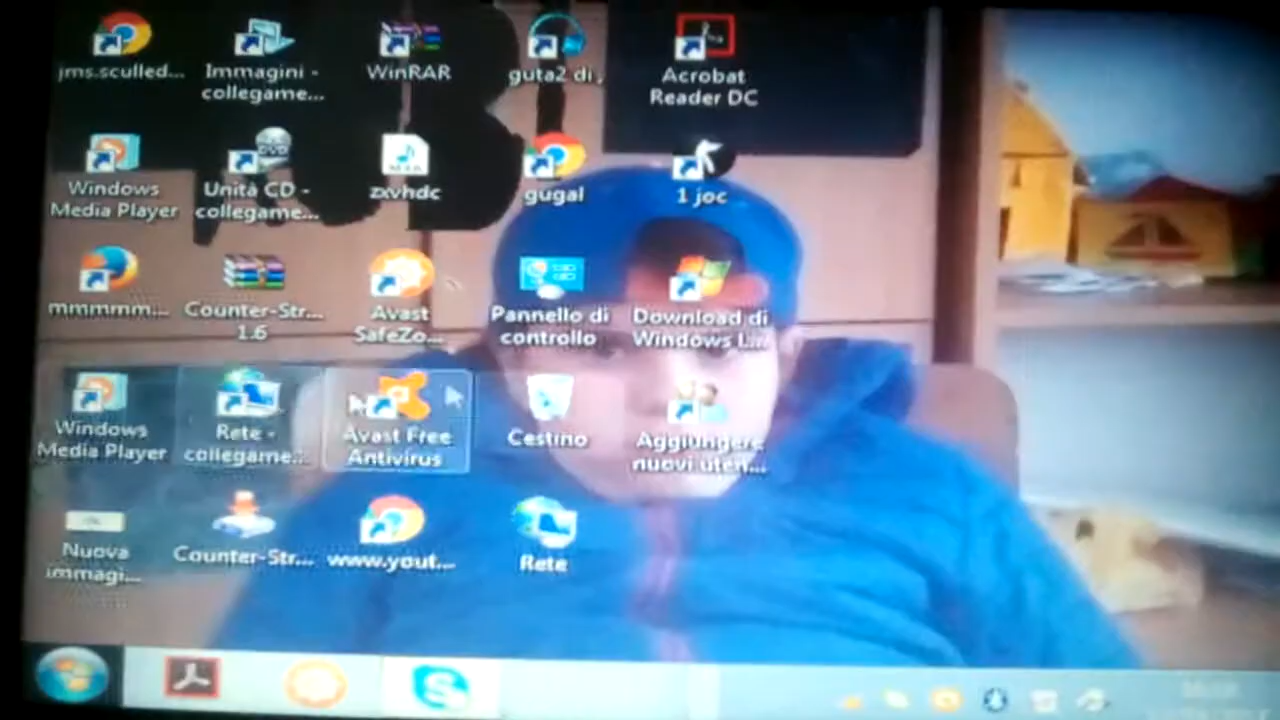 jms.sculled...
Immagini -
collegame...
WinRAR
guta2 di .
Acrobat
Reader DC
Windows
Media Player
Unità CD -
collegame...
zxvhdc
gugal
1 joc
mmmmm...
Counter-Str...
1.6
Avast
SafeZo...
Pannello di
controllo
Download di
Windows L...
Windows
Media Player
Rete -
collegame...
Avast Free
Antivirus
Cestino
Aggiungere
nuovi uten...
Nuova
immagi...
Counter-Str...
www.yout...
Rete